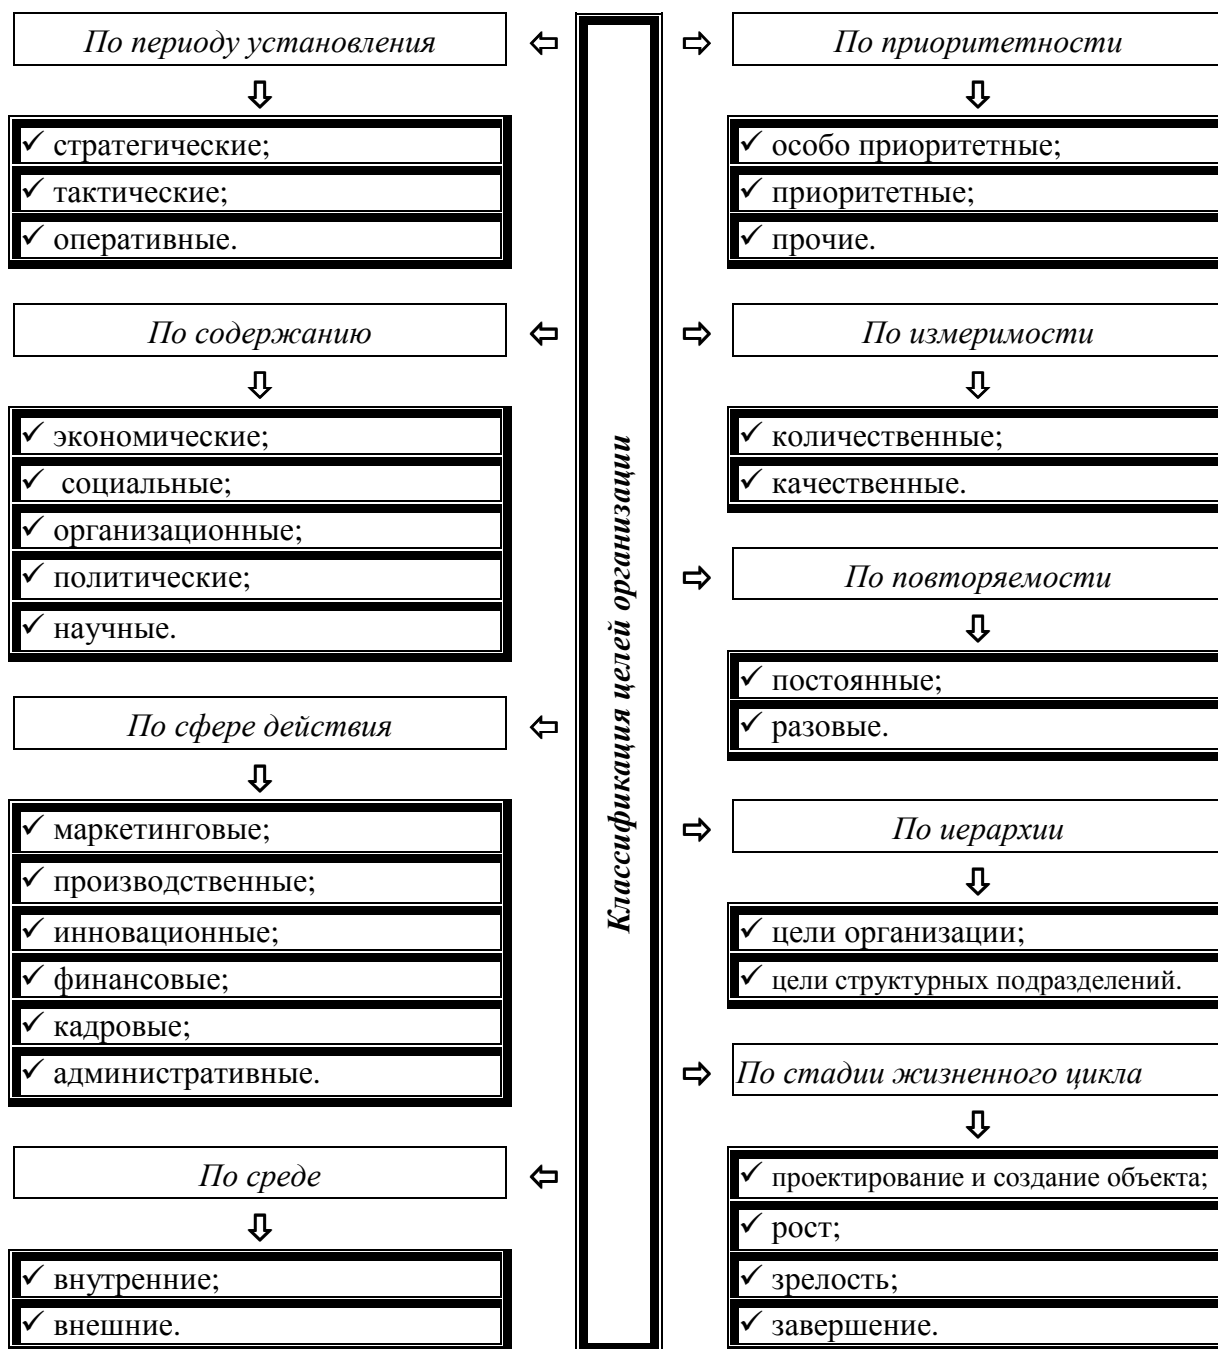 По периоду установления
✓ стратегические;
✓ тактические;
✓ оперативные.
По содержанию
✓ экономические;
✓ социальные;
✓ организационные;
✓ политические;
✓ научные.
По сфере действия
✓ маркетинговые;
✓ производственные;
✓ инновационные;
✓ финансовые;
✓ кадровые;
✓ административные.
По среде
✓ внутренние;
✓ внешние.
Классификация целей организации
По приоритетности
✓ особо приоритетные;
✓ приоритетные;
✓ прочие.
По измеримости
✓ количественные;
✓ качественные.
По повторяемости
✓ постоянные;
✓ разовые.
По иерархии
✓ цели организации;
✓ цели структурных подразделений.
По стадии жизненного цикла
✓ проектирование и создание объекта;
✓ рост;
✓ зрелость;
✓ завершение.